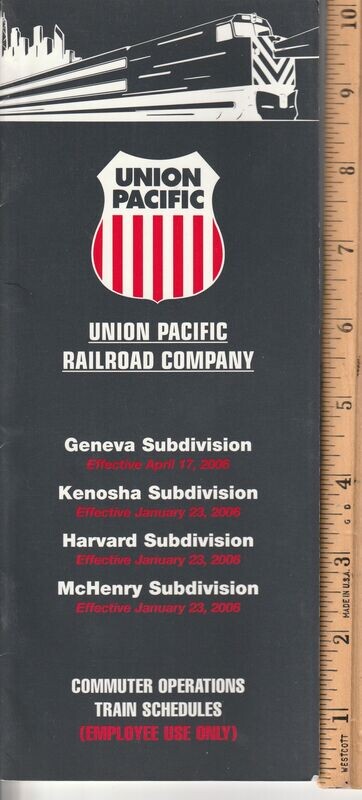 UNION
PACIFIC
UNION PACIFIC
RAILROAD COMPANY
Geneva Subdivision
Effective April 17, 2006
Kenosha Subdivision
Effective January 23, 2006
Harvard Subdivision
Effective January 23, 2006
McHenry Subdivision
Effective January 23, 2006
COMMUTER OPERATIONS
TRAIN SCHEDULES
(EMPLOYEE USE ONLY)
10
9
8
7
6
5
4
3
2
1
MADE IN U.S.A.
WESTCOTT